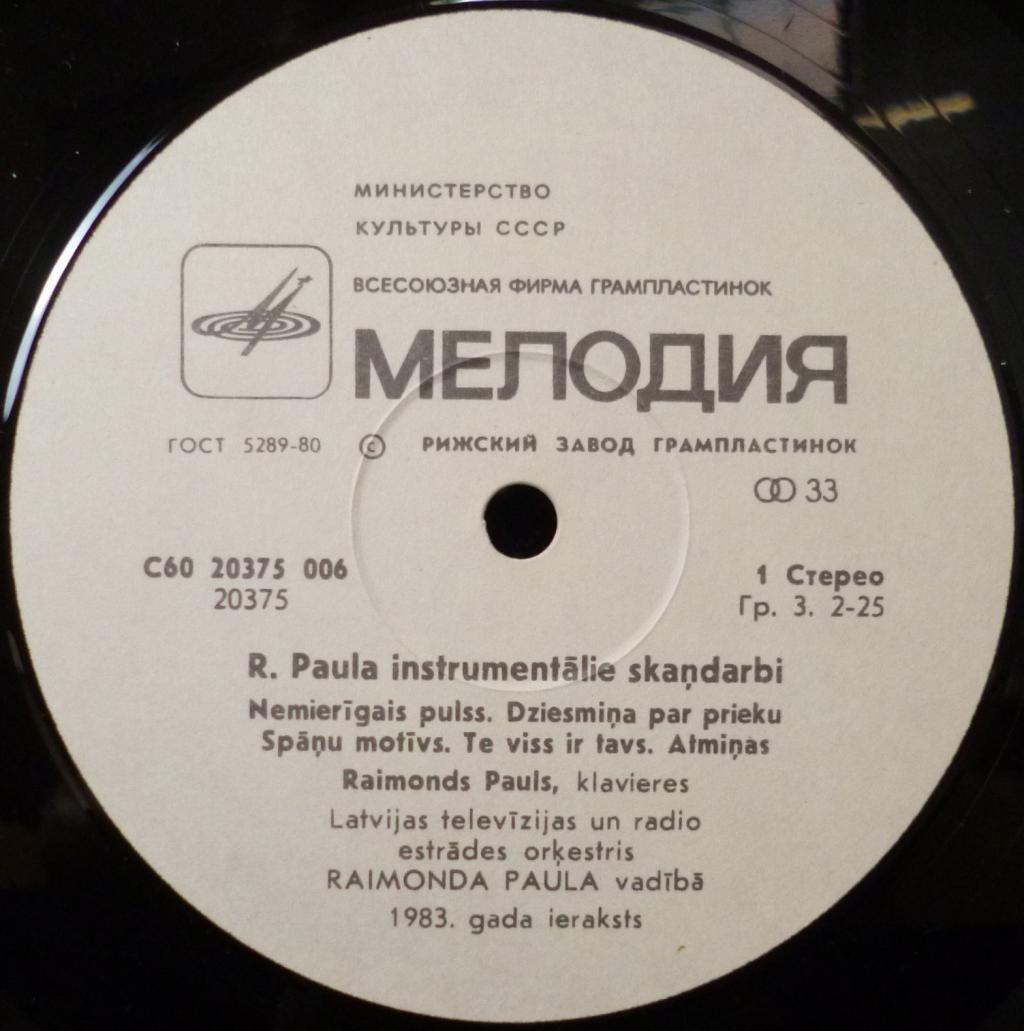 МИНИСТЕРСТВО
КУЛЬТУРЫ СССР
ВСЕСОЮЗНАЯ ФИРМА ГРАМПЛАСТИНОК
МЕЛОДИЯ
ГОСТ 5289-80 © РИЖСКИЙ ЗАВОД ГРАМПЛАСТИНОК
33
С60 20375 006
20375
1 Стерео
Гр. 3. 2-25
R. Paula instrumentālie skaņdarbi
Nemierīgais pulss. Dziesmiņa par prieku
Spāņu motīvs. Te viss ir tavs. Atmiņas
Raimonds Pauls, klavieres
Latvijas televīzijas un radio
estrādes orķestris
RAIMONDA PAULA vadībā
1983. gada ieraksts